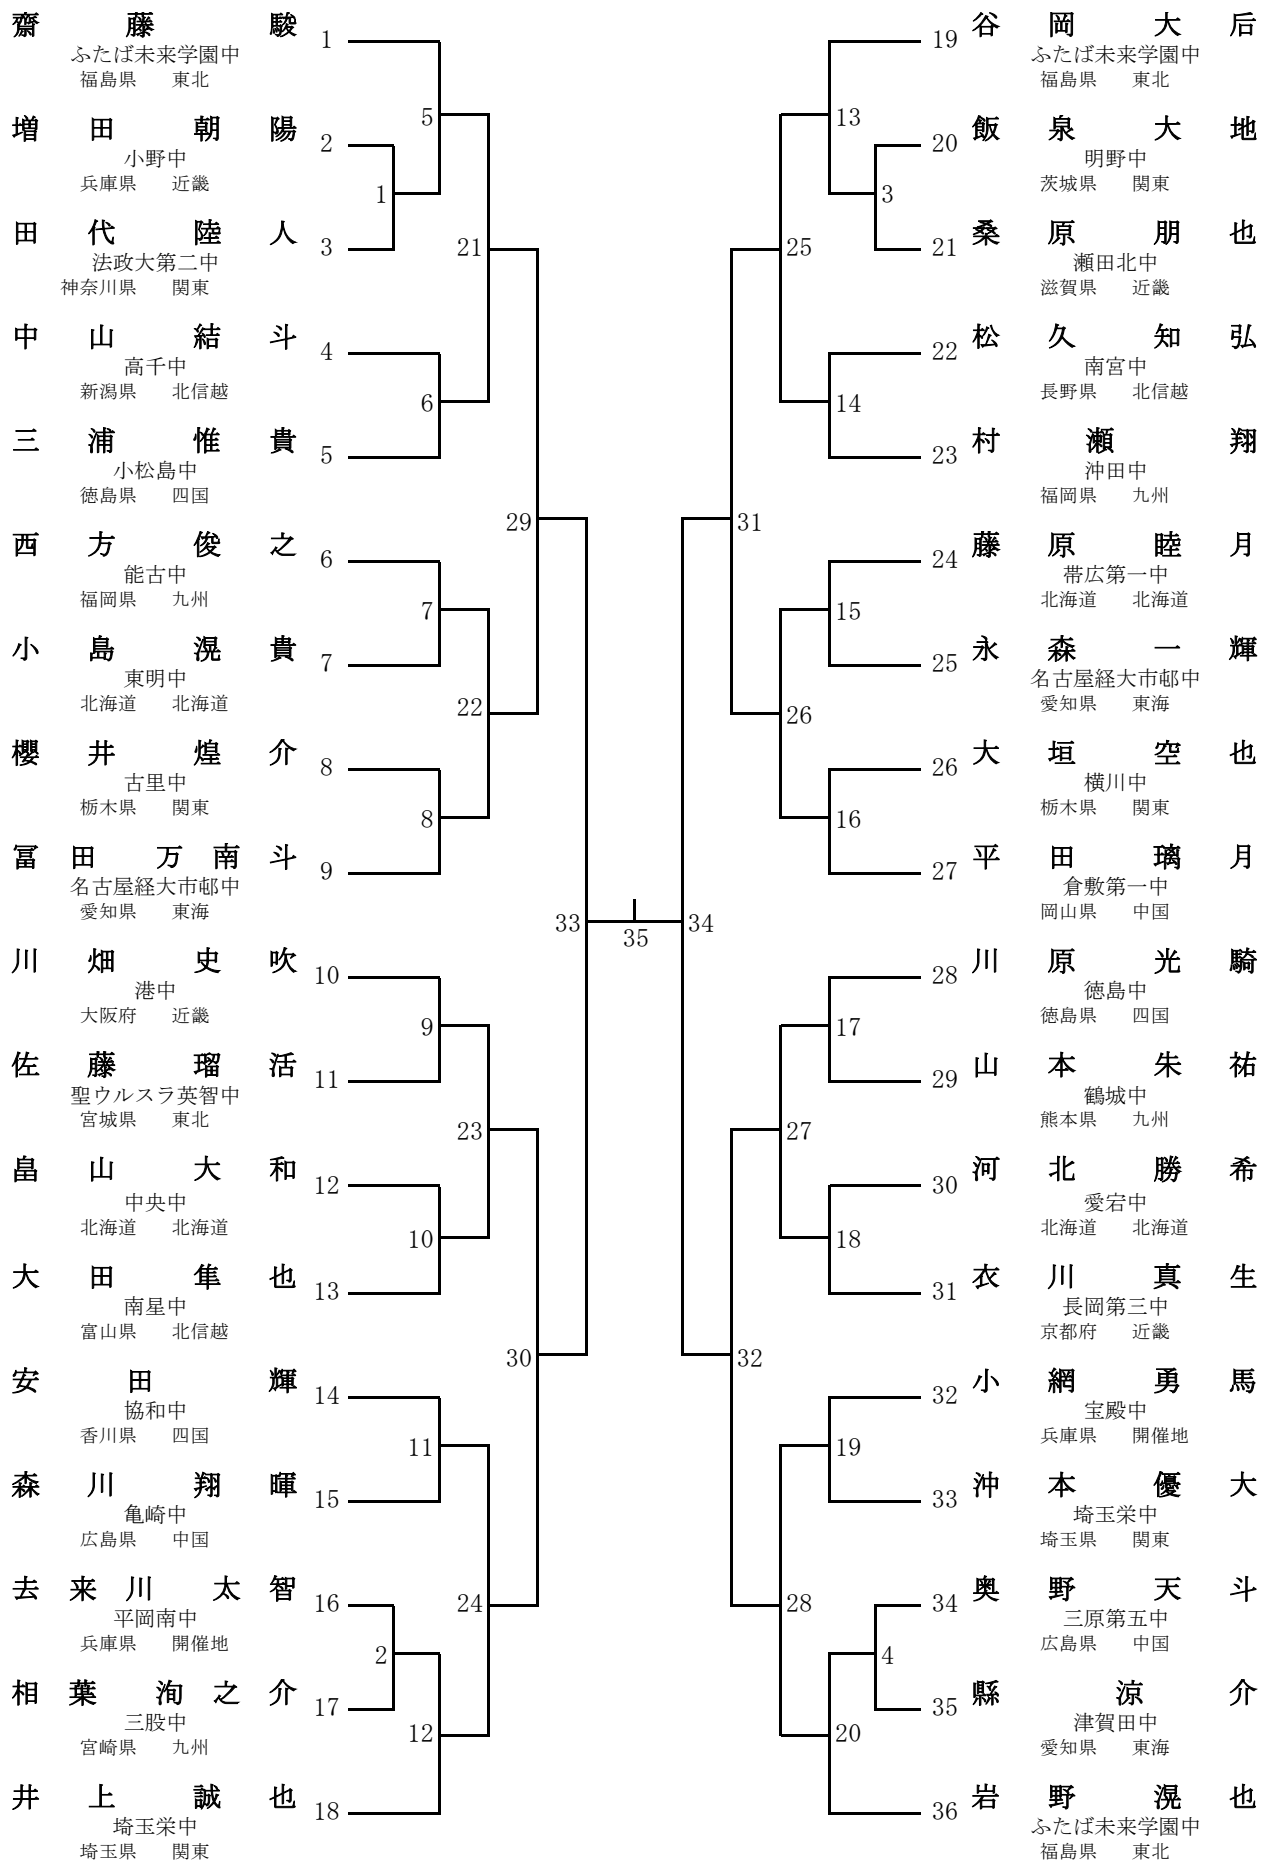 齋藤駿 1
ふたば未来学園中
福島県 東北
増田朝陽 2
小野中
兵庫県 近畿
田代陸人 3
法政大第二中
神奈川県 関東
中山結斗 4
高千中
新潟県 北信越
三浦惟貴 5
小松島中
徳島県 四国
西方俊之 6
能古中
福岡県 九州
小島滉貴 7
東明中
北海道 北海道
櫻井煌介 8
古里中
栃木県 関東
冨田万南斗 9
名古屋経大市邨中
愛知県 東海
川畑史吹 10
港中
大阪府 近畿
佐藤瑠活 11
聖ウルスラ英智中
宮城県 東北
畠山大和 12
中央中
北海道 北海道
大田隼也 13
南星中
富山県 北信越
安田輝 14
協和中
香川県 四国
森川翔暉 15
亀崎中
広島県 中国
去来川太智 16
平岡南中
兵庫県 開催地
相葉洵之介 17
三股中
宮崎県 九州
井上誠也 18
埼玉栄中
埼玉県 関東
5
1
21
6
29
7
22
8
33
9
23
10
30
11
24
2
12
35
34
13
3
25
14
31
15
26
16
17
27
18
32
19
28
4
20
19 谷岡大后
ふたば未来学園中
福島県 東北
20 飯泉大地
明野中
茨城県 関東
21 桑原朋也
瀬田北中
滋賀県 近畿
22 松久知弘
南宮中
長野県 北信越
23 村瀬翔
沖田中
福岡県 九州
24 藤原睦月
帯広第一中
北海道 北海道
25 永森一輝
名古屋経大市邨中
愛知県 東海
26 大垣空也
横川中
栃木県 関東
27 平田璃月
倉敷第一中
岡山県 中国
28 川原光騎
徳島中
徳島県 四国
29 山本朱祐
鶴城中
熊本県 九州
30 河北勝希
愛宕中
北海道 北海道
31 衣川真生
長岡第三中
京都府 近畿
32 小網勇馬
宝殿中
兵庫県 開催地
33 沖本優大
埼玉栄中
埼玉県 関東
34 奥野天斗
三原第五中
広島県 中国
35 縣涼介
津賀田中
愛知県 東海
36 岩野滉也
ふたば未来学園中
福島県 東北